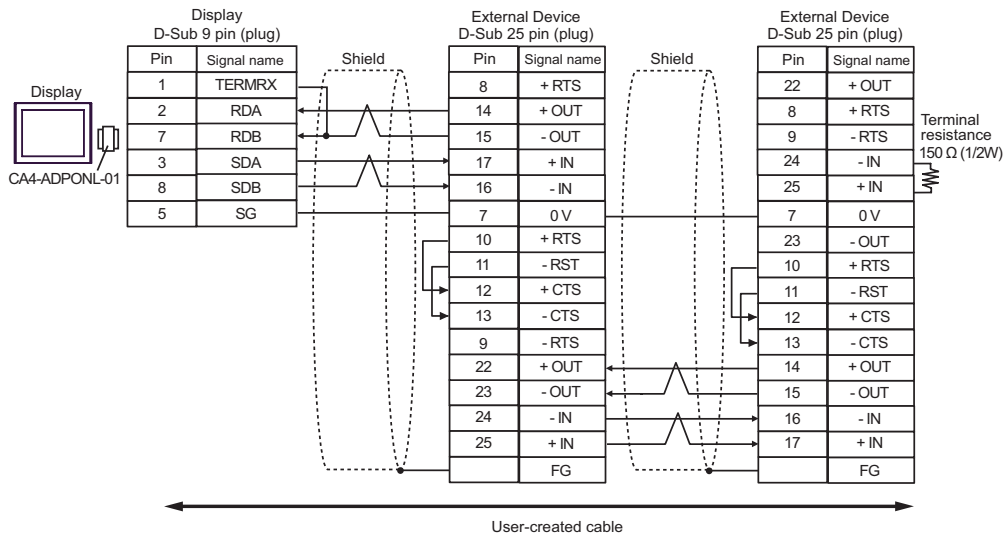 Display
D-Sub 9 pin (plug)
External Device
D-Sub 25 pin (plug)
External Device
D-Sub 25 pin (plug)
Display
CA4-ADPONL-01
Pin Signal name
1 TERMRX
2 RDA
7 RDB
3 SDA
8 SDB
5 SG
Shield
Pin Signal name
8 + RTS
14 + OUT
15 - OUT
17 + IN
16 - IN
7 0 V
10 + RTS
11 - RST
12 + CTS
13 - CTS
9 - RTS
22 + OUT
23 - OUT
24 - IN
25 + IN
FG
Shield
Pin Signal name
22 + OUT
8 + RTS
9 - RTS
24 - IN
25 + IN
7 0 V
23 - OUT
10 + RTS
11 - RST
12 + CTS
13 - CTS
14 + OUT
15 - OUT
16 - IN
17 + IN
FG
Terminal
resistance
150 Ω (1/2W)
User-created cable